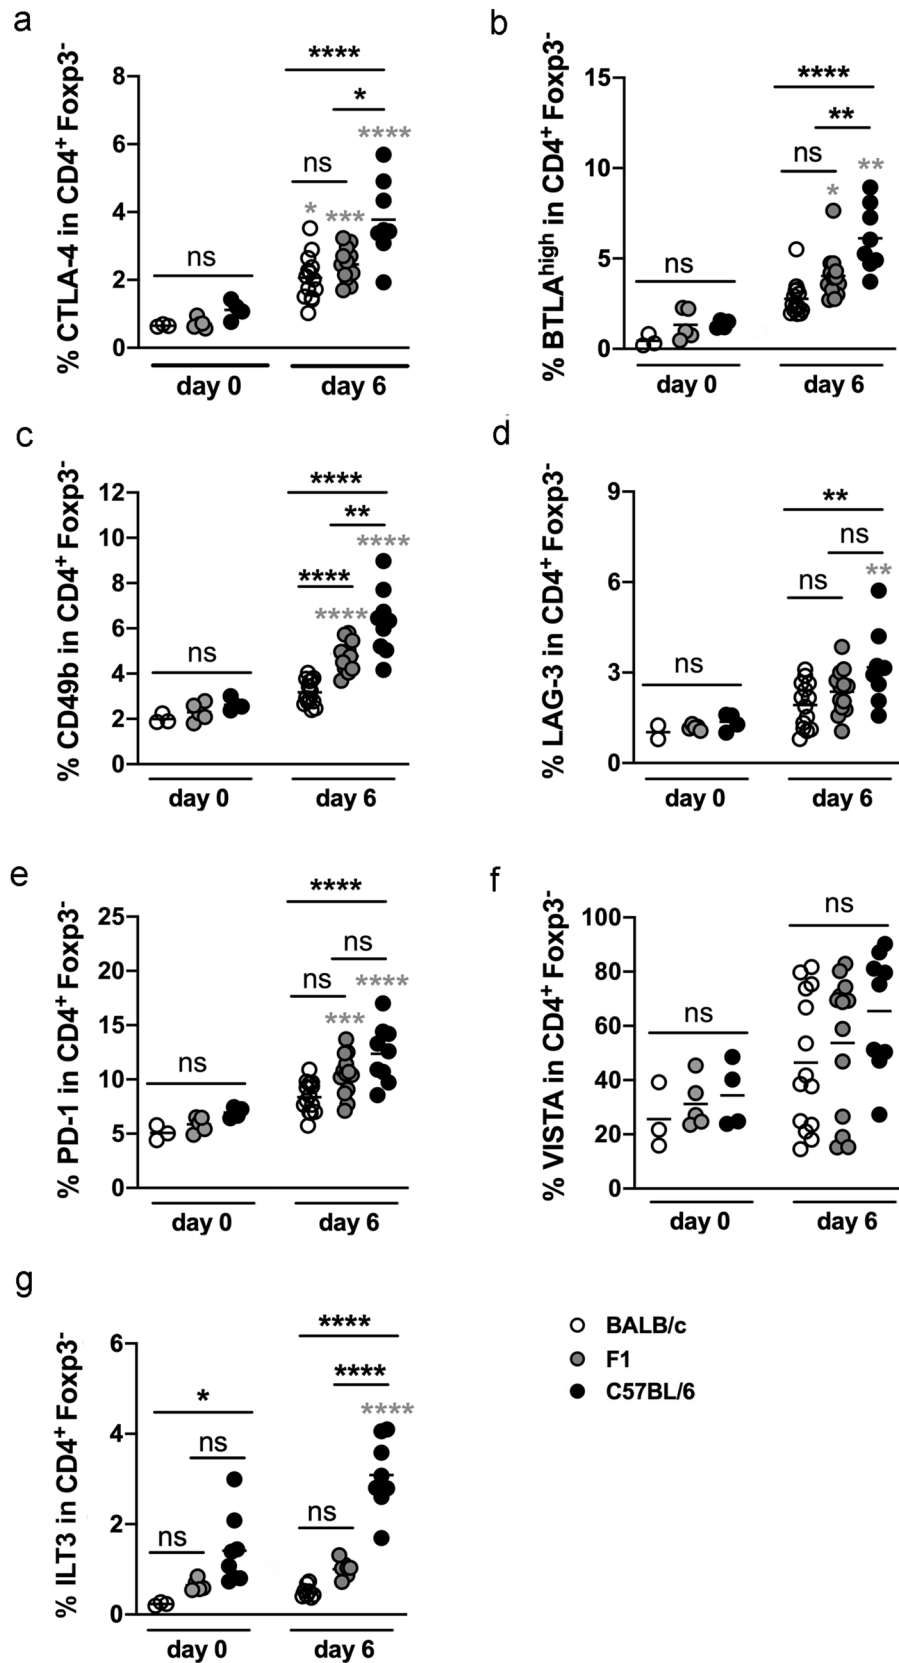 a
% CTLA-4 in CD4+ Foxp3-
8
6
4
2
0
ns
ns
*
***
****
*
****
day 0
day 6
b
% BTLAhigh in CD4+ Foxp3-
15
10
5
0
ns
ns
*
**
**
****
day 0
day 6
c
% CD49b in CD4+ Foxp3-
12
10
8
6
4
2
0
ns
****
****
****
**
****
day 0
day 6
d
% LAG-3 in CD4+ Foxp3-
9
6
3
0
ns
ns
**
ns
**
day 0
day 6
e
% PD-1 in CD4+ Foxp3-
25
20
15
10
5
0
ns
ns
***
****
ns
****
day 0
day 6
f
% VISTA in CD4+ Foxp3-
100
80
60
40
20
0
ns
ns
day 0
day 6
g
% ILT3 in CD4+ Foxp3-
6
4
2
0
ns
ns
*
ns
****
****
****
day 0
day 6
BALB/c
F1
C57BL/6